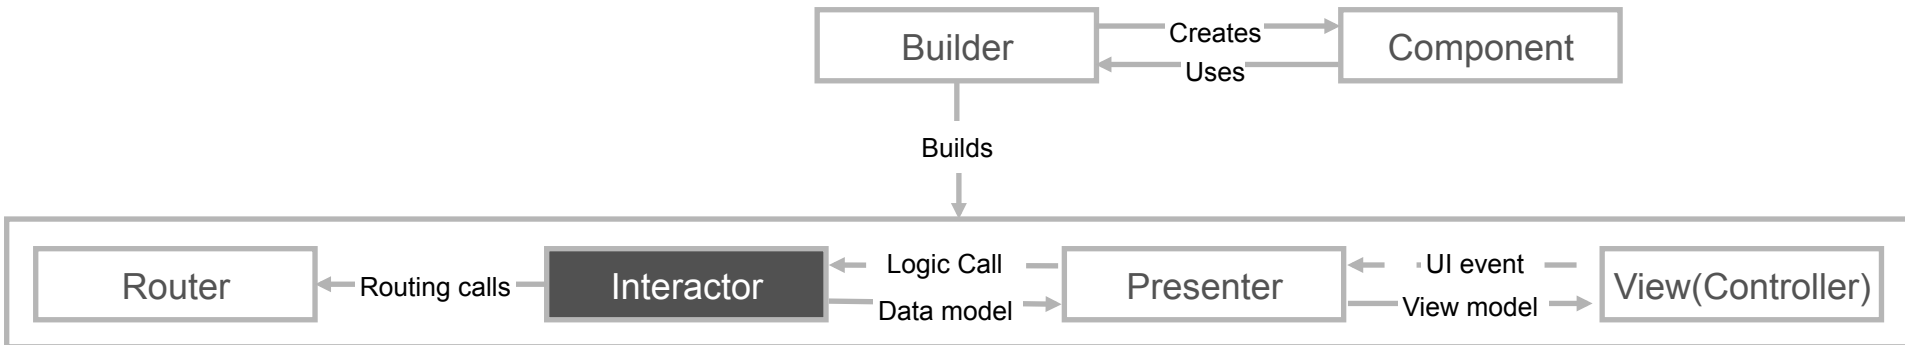 Builder
Creates
Component
Uses
Builds
Router
Routing calls
Interactor
Logic Call
Data model
Presenter
UI event
View model
View(Controller)